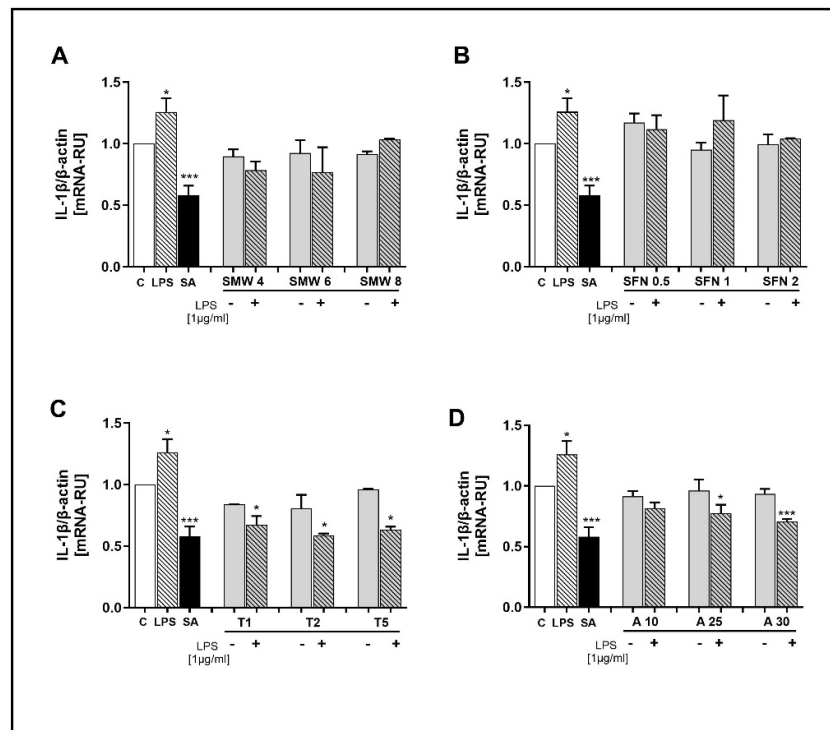 A
IL-1β/β-actin
[mRNA-RU]
1.5
1.0
0.5
0.0
*
***
C LPS SA SMW 4 SMW 6 SMW 8
LPS - + - + - +
[1µg/ml]
B
IL-1β/β-actin
[mRNA-RU]
1.5
1.0
0.5
0.0
*
***
C LPS SA SFN 0.5 SFN 1 SFN 2
LPS - + - + - +
[1µg/ml]
C
IL-1β/β-actin
[mRNA-RU]
1.5
1.0
0.5
0.0
*
***
* * *
C LPS SA T1 T2 T5
LPS - + - + - +
[1µg/ml]
D
IL-1β/β-actin
[mRNA-RU]
1.5
1.0
0.5
0.0
*
***
* ***
C LPS SA A 10 A 25 A 30
LPS - + - + - +
[1µg/ml]